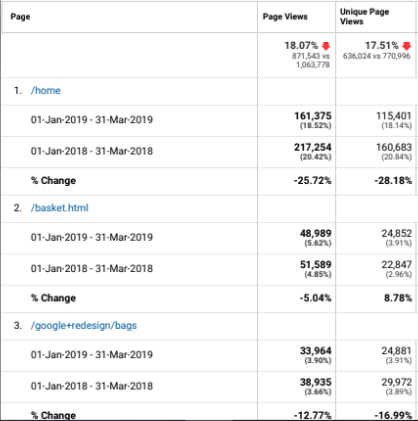 Page Page Views Unique Page Views
18.07% 17.51%
871,543 vs 1,063,778 636,024 vs 770,996
1. /home
01-Jan-2019 - 31-Mar-2019 161,375 (18.52%) 115,401 (18.14%)
01-Jan-2018 - 31-Jan-2018 217,254 (20.42%) 160,683 (20.84%)
% Change -25.72% -28.18%
2. /basket.html
01-Jan-2019 - 31-Mar-2019 48,989 (5.62%) 24,852 (3.91%)
01-Jan-2018 - 31-Jan-2018 51,589 (4.85%) 22,847 (2.96%)
% Change -5.04% 8.78%
3. /google+redesign/bags
01-Jan-2019 - 31-Mar-2019 33,964 (3.90%) 24,881 (3.91%)
01-Jan-2018 - 31-Mar-2018 38,935 (3.66%) 29,972 (3.89%)
% Change -12.77% -16.99%